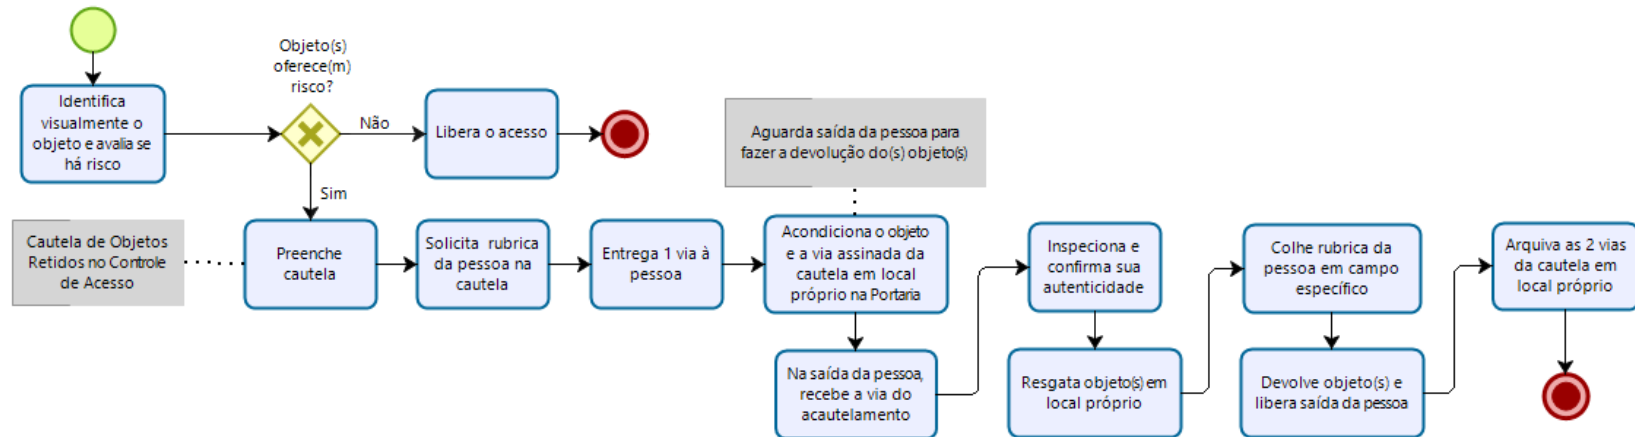 Objeto(s)
oferece(m)
risco?
Identifica
visualmente o
objeto e avalia se
há risco
Não
Libera o acesso
Sim
Aguarda saída da pessoa para
fazer a devolução do(s) objeto(s)
Cautela de Objetos
Retidos no Controle
de Acesso
Preenche
cautela
Solicita rubrica
da pessoa na
cautela
Entrega 1 via à
pessoa
Acondiciona o objeto
e a via assinada da
cautela em local
próprio na Portaria
Na saída da pessoa,
recebe a via do
acautelamento
Inspeciona e
confirma sua
autenticidade
Resgata objeto(s) em
local próprio
Colhe rubrica da
pessoa em campo
específico
Devolve objeto(s) e
libera saída da pessoa
Arquiva as 2 vias
da cautela em
local próprio